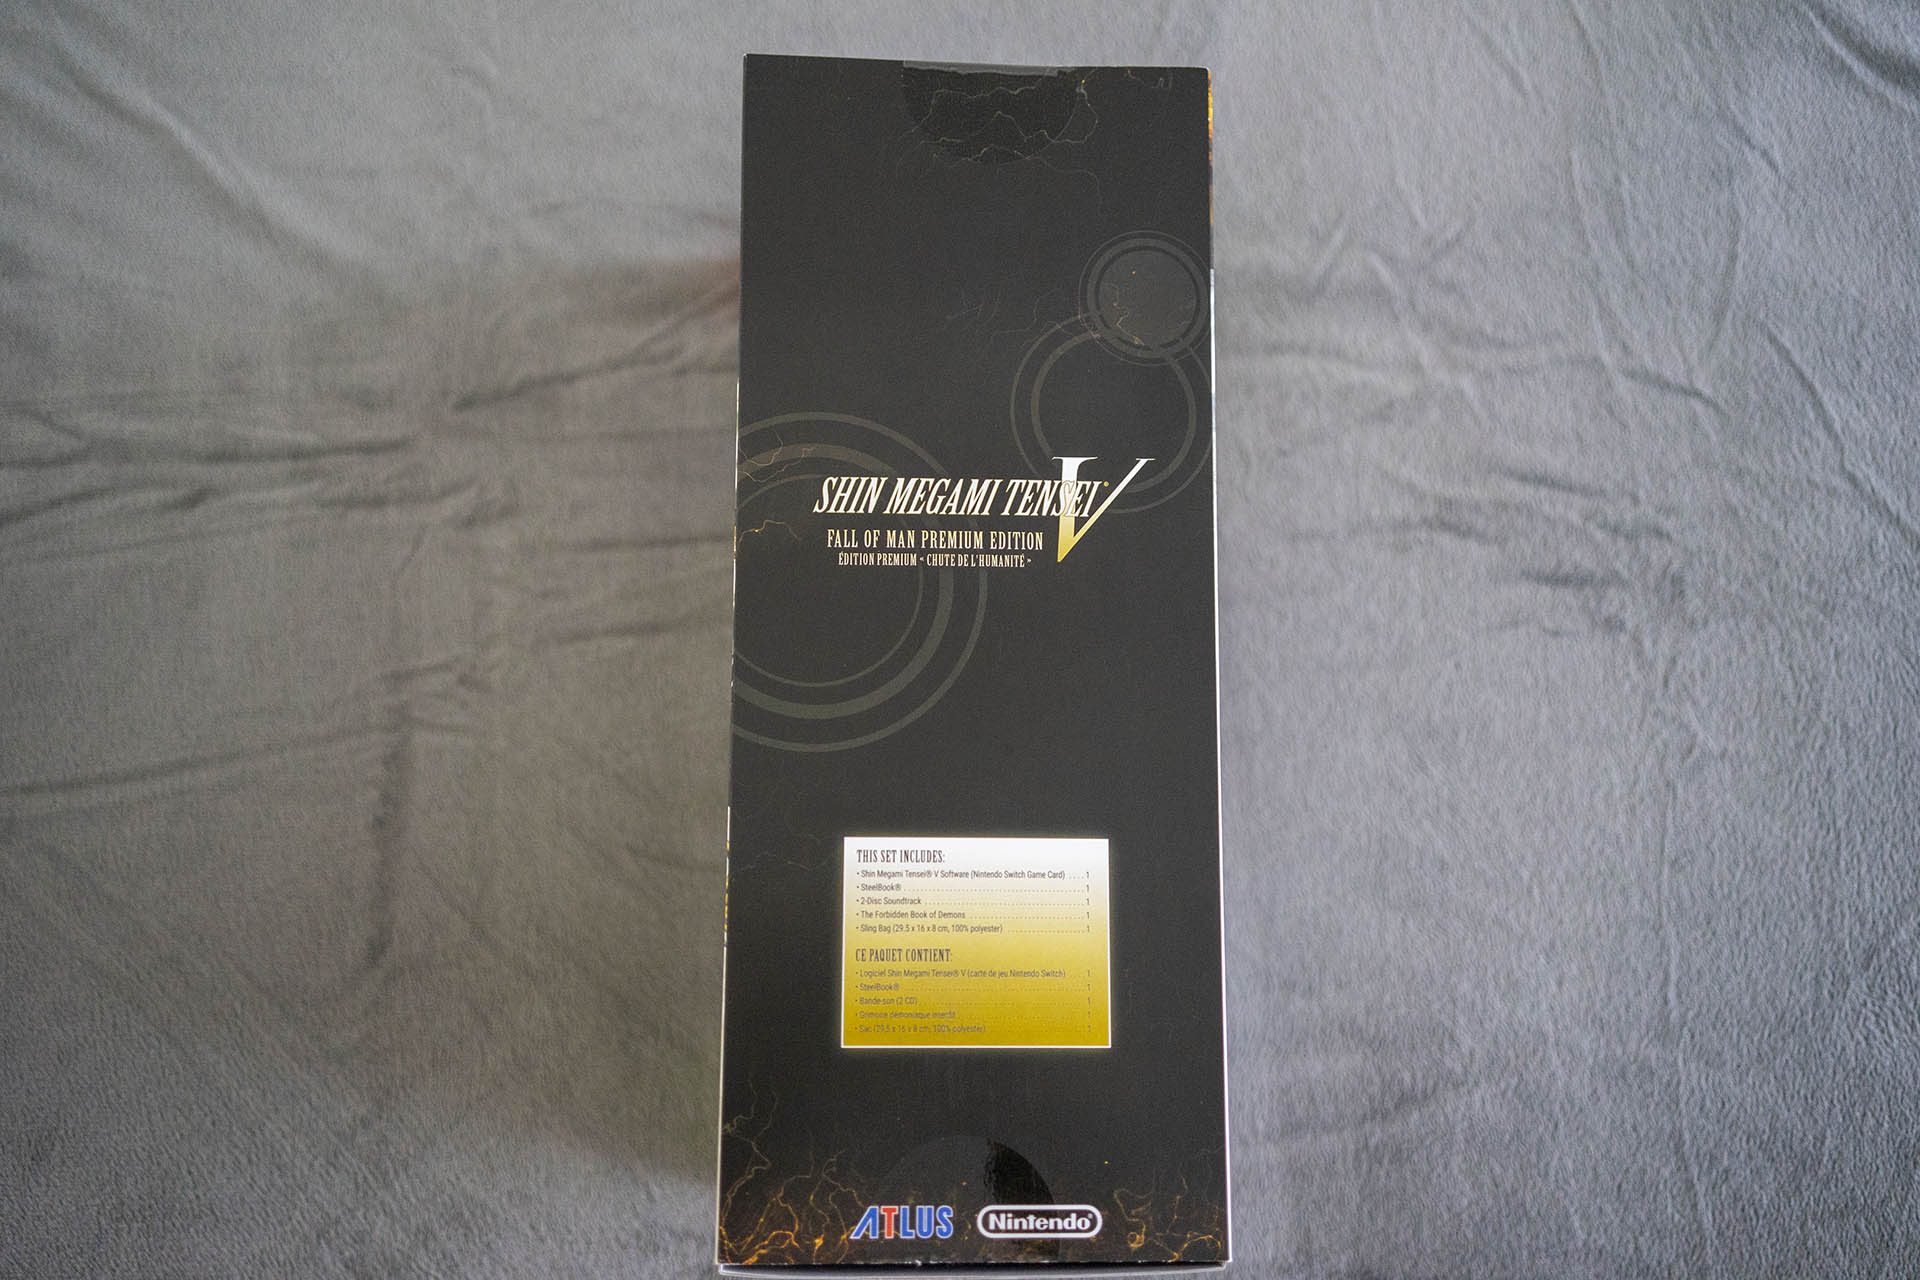 SHIN MEGAMI TENSEI® V
FALL OF MAN PREMIUM EDITION
ÉDITION PREMIUM « CHUTE DE L'HUMANITÉ »
THIS SET INCLUDES:
• Shin Megami Tensei® V Software (Nintendo Switch Game Card) .... 1
• SteelBook® .... 1
• 2-Disc Soundtrack .... 1
• The Forbidden Book of Demons .... 1
• Sling Bag (29.5 x 16 x 8 cm, 100% polyester) .... 1
CE PAQUET CONTIENT:
• Logiciel Shin Megami Tensei® V (carte de jeu Nintendo Switch) .... 1
• SteelBook® .... 1
• Bande-son (2 CD) .... 1
• Grimoire démoniaque interdit .... 1
• Sac (29.5 x 16 x 8 cm, 100% polyester) .... 1
ATLUS Nintendo®